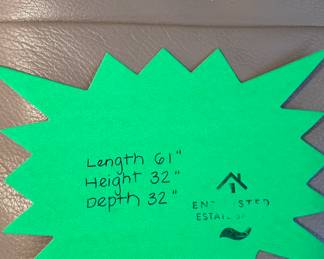 Length 61"
Height 32"
Depth 32"